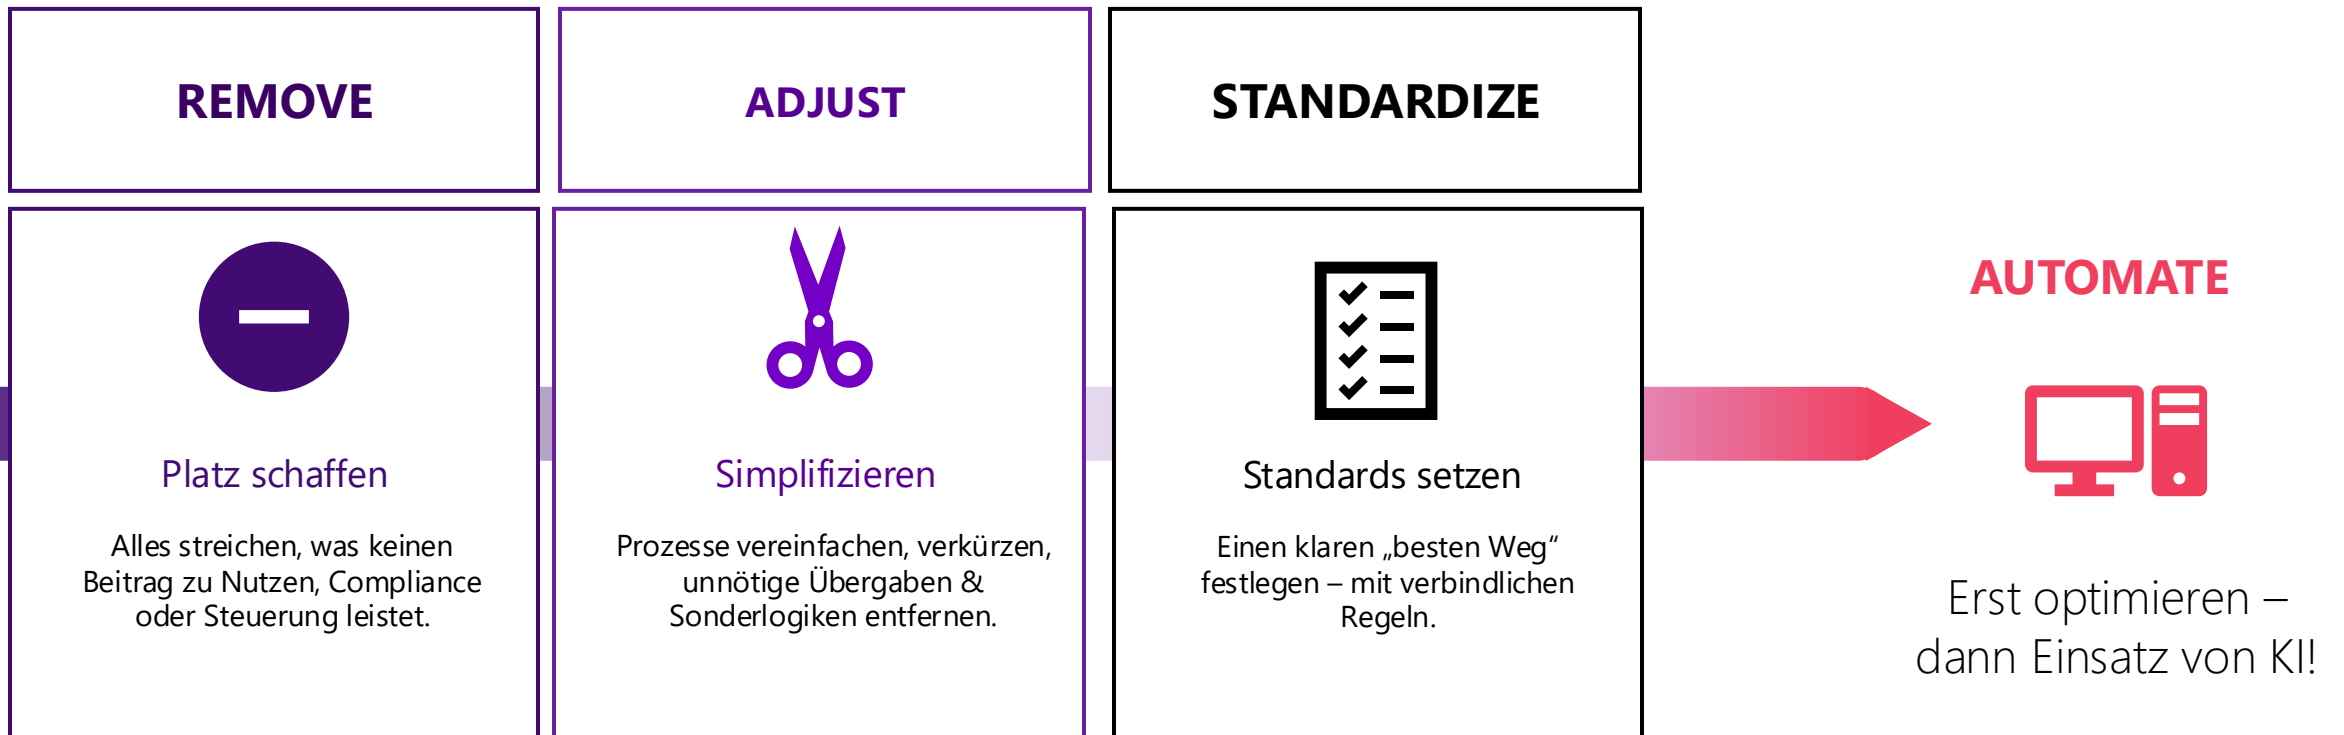 REMOVE
ADJUST
STANDARDIZE
Platz schaffen
Alles streichen, was keinen
Beitrag zu Nutzen, Compliance
oder Steuerung leistet.
Simplifizieren
Prozesse vereinfachen, verkürzen,
unnötige Übergaben &
Sonderlogiken entfernen.
Standards setzen
Einen klaren „besten Weg“
festlegen – mit verbindlichen
Regeln.
AUTOMATE
Erst optimieren –
dann Einsatz von KI!